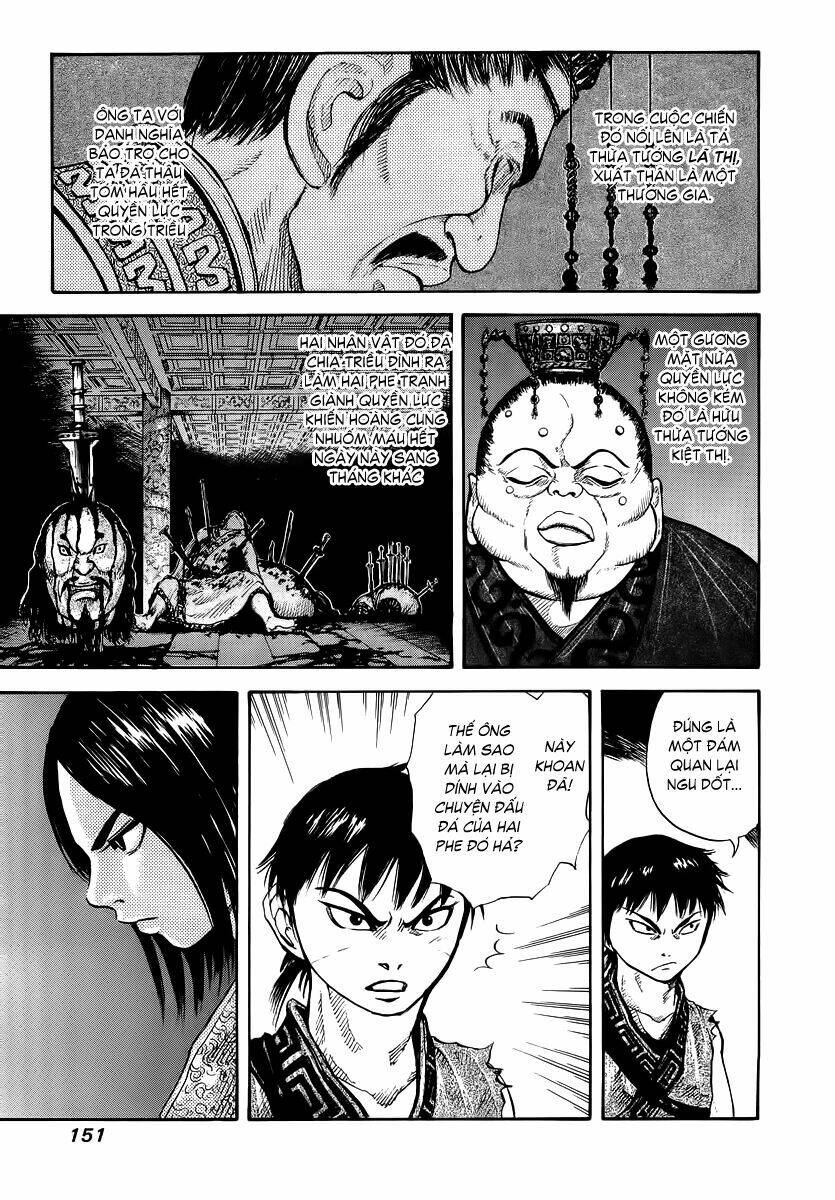 TRONG CUỘC CHIẾN
ĐÓ NỔI LÊN LÀ TẢ
THỪA TƯỚNG LÃ THỊ,
XUẤT THÂN LÀ MỘT
THƯƠNG GIA.
ÔNG TA VỚI
DANH NGHĨA
BẢO TRỢ CHO
TA ĐÃ THÂU
TÓM HẦU HẾT
QUYỀN LỰC
TRONG TRIỀU
MỘT GƯƠNG
MẶT NỮA
QUYỀN LỰC
KHÔNG KÉM
ĐÓ LÀ HỮU
THỪA TƯỚNG
KIỆT THỊ.
HAI NHÂN VẬT ĐÓ ĐÃ
CHIA TRIỀU ĐÌNH RA
LÀM HAI PHE TRANH
GIÀNH QUYỀN LỰC
KHIẾN HOÀNG CUNG
NHUỐM MÁU HẾT
NGÀY NÀY SANG
THÁNG KHÁC
ĐÚNG LÀ
MỘT ĐÁM
QUAN LẠI
NGU DỐT...
NÀY
KHOAN
ĐÃ!
THẾ ÔNG
LÀM SAO
MÀ LẠI BỊ
DÍNH VÀO
CHUYỆN ĐẤU
ĐÁ CỦA HAI
PHE ĐÓ HẢ?
151